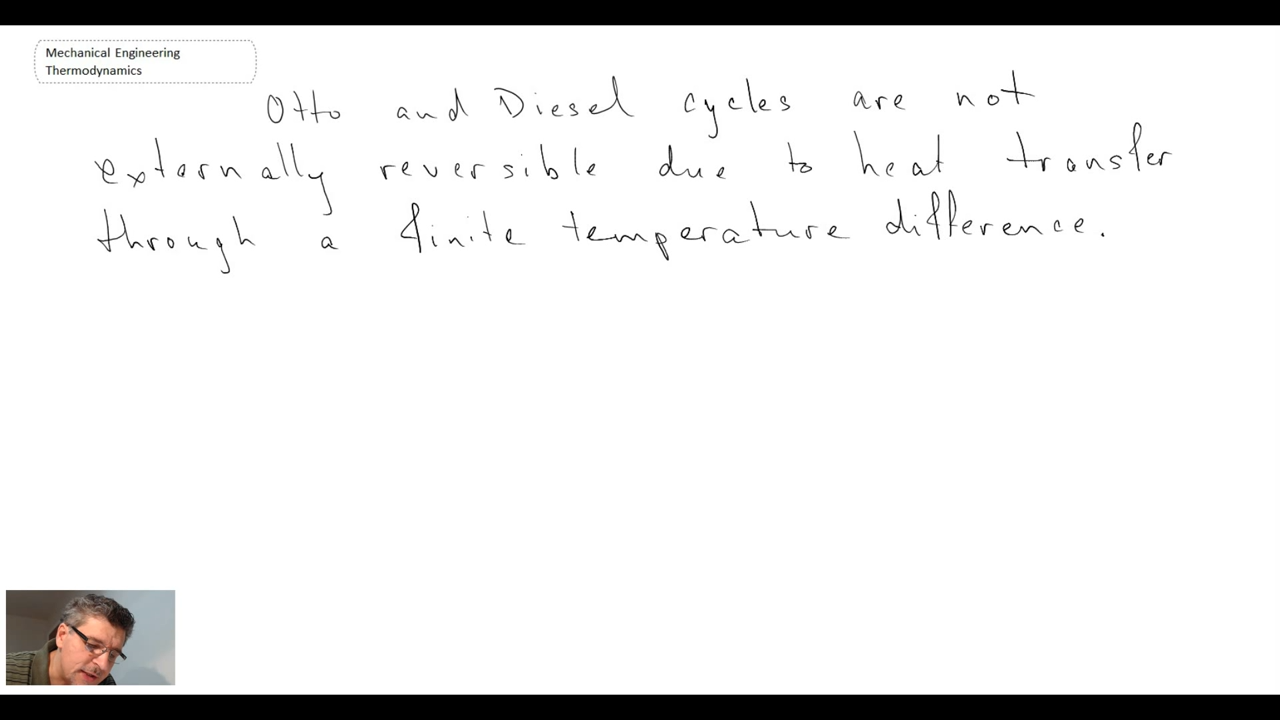 Mechanical Engineering
Thermodynamics
Otto and Diesel cycles are not
externally reversible due to heat transfer
through a finite temperature difference.